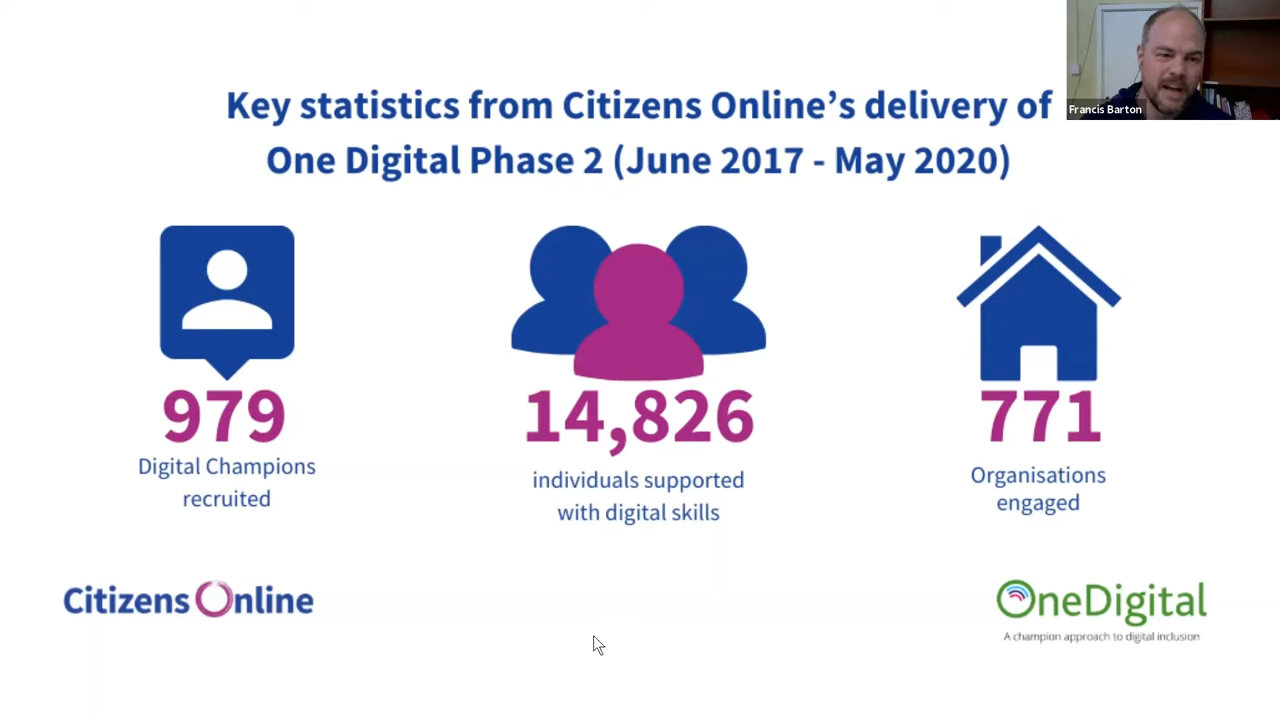 Key statistics from Citizens Online’s delivery of
One Digital Phase 2 (June 2017 - May 2020)
Francis Barton
979
Digital Champions
recruited
14,826
individuals supported
with digital skills
771
Organisations
engaged
Citizens Online
OneDigital
A champion approach to digital inclusion